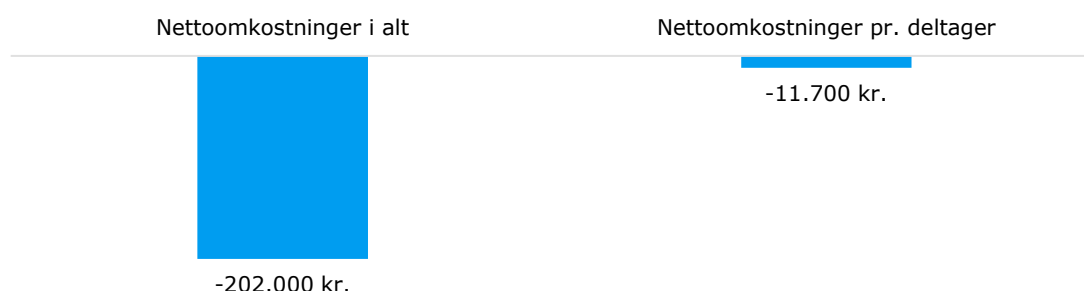 Nettoomkostninger i alt
Nettoomkostninger pr. deltager
-11.700 kr.
-202.000 kr.